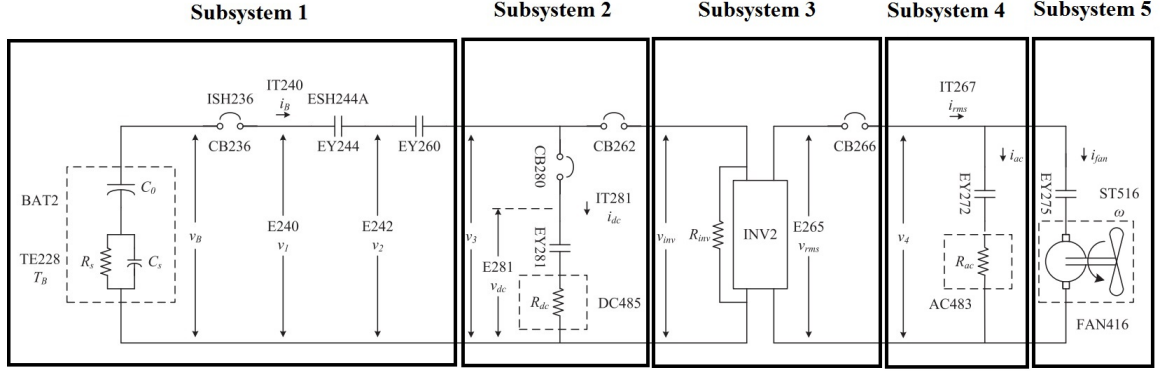 Subsystem 1
Subsystem 2
Subsystem 3
Subsystem 4
Subsystem 5
BAT2
TE228
T_B
C_0
R_s
C_s
v_B
ISH236
CB236
IT240
i_B
E240
v_1
ESH244A
EY244
E242
v_2
EY260
v_3
CB280
IT281
i_dc
E281
v_dc
EY281
R_dc
DC485
CB262
v_inv
R_inv
INV2
E265
v_rms
CB266
v_4
IT267
i_rms
i_ac
EY272
R_ac
AC483
i_fan
EY275
ST516
ω
FAN416